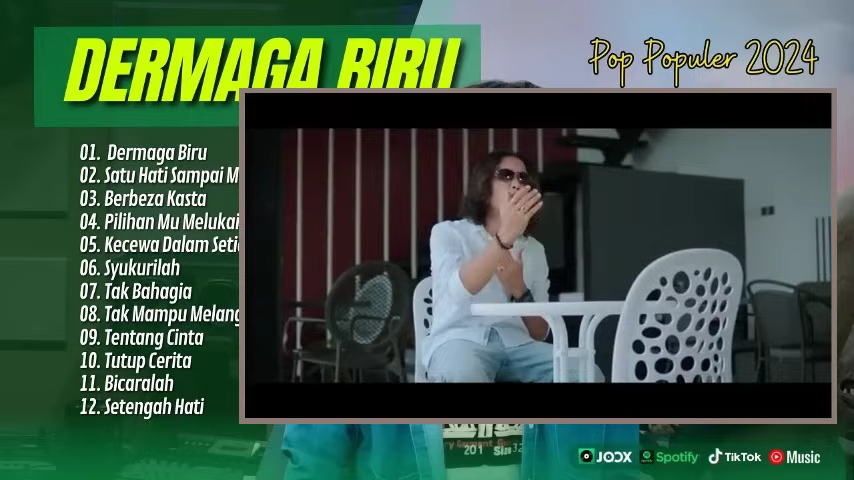 DERMAGA BIRU
Pop Populer 2024
01. Dermaga Biru
02. Satu Hati Sampai M
03. Berbeza Kasta
04. Pilihan Mu Melukai
05. Kecewa Dalam Seti
06. Syukurilah
07. Tak Bahagia
08. Tak Mampu Melang
09. Tentang Cinta
10. Tutup Cerita
11. Bicaralah
12. Setengah Hati
201
JOOX Spotify TikTok Music